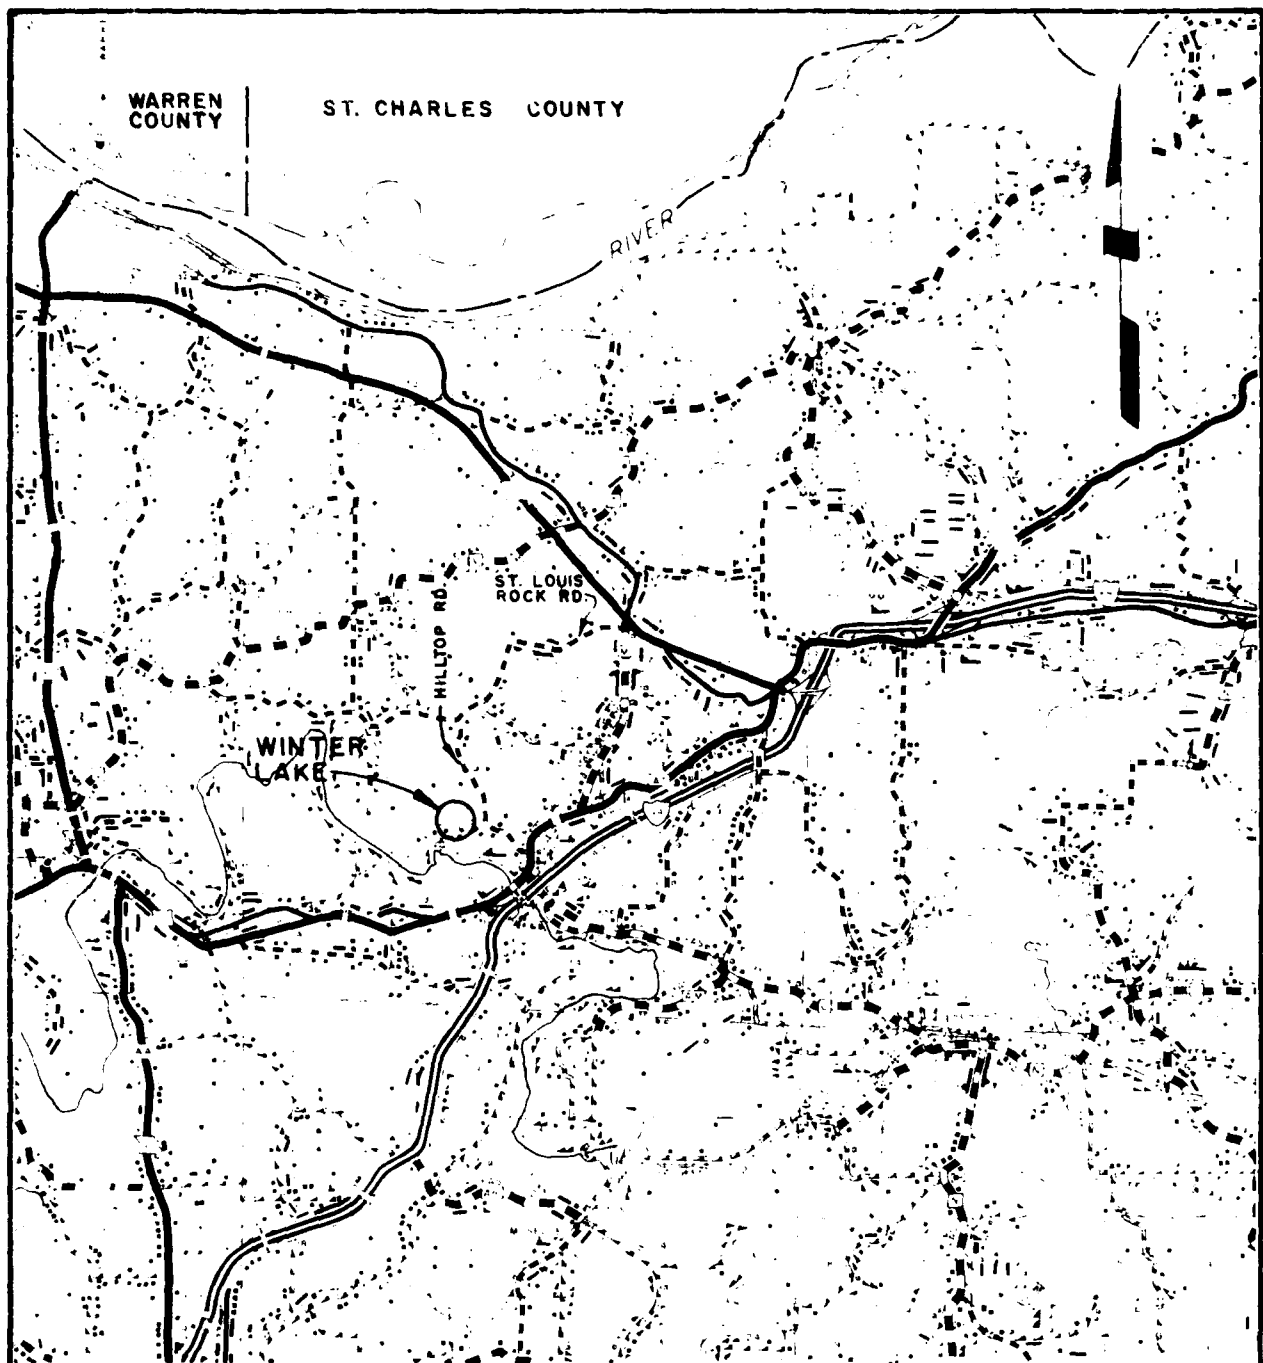 WARREN
COUNTY
ST. CHARLES COUNTY
RIVER
ST. LOUIS
ROCK RD.
HILLTOP RD.
WINTER
LAKE